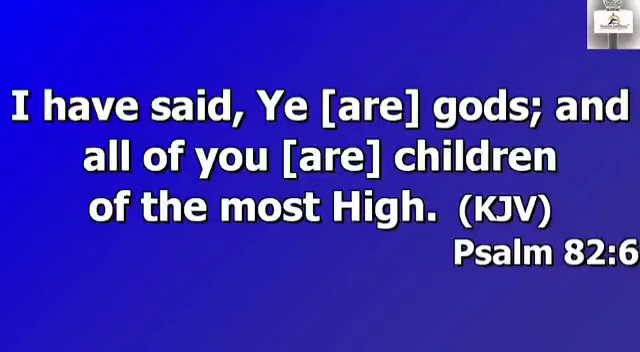 I have said, Ye [are] gods; and
all of you [are] children
of the most High. (KJV)
Psalm 82:6